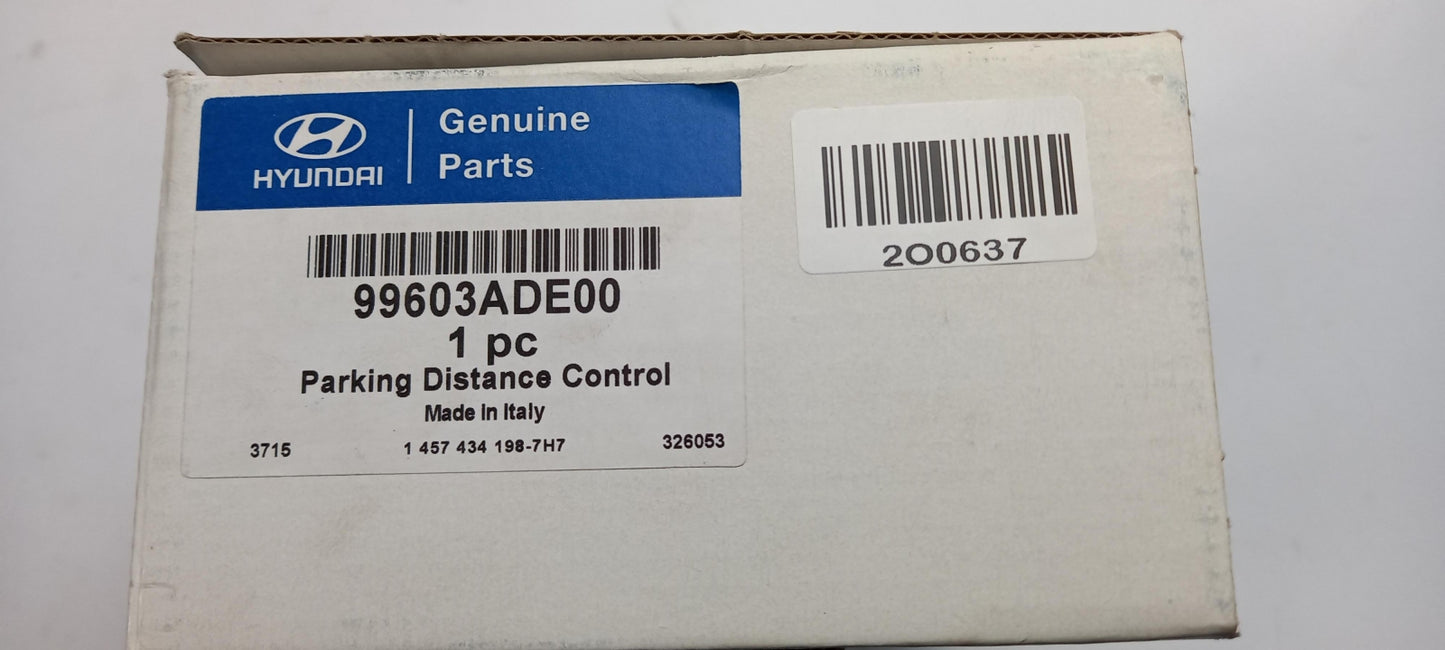 HYUNDAI
Genuine
Parts
99603ADE00
1 pc
Parking Distance Control
Made in Italy
3715 1 457 434 198-7H7 326053
2O0637